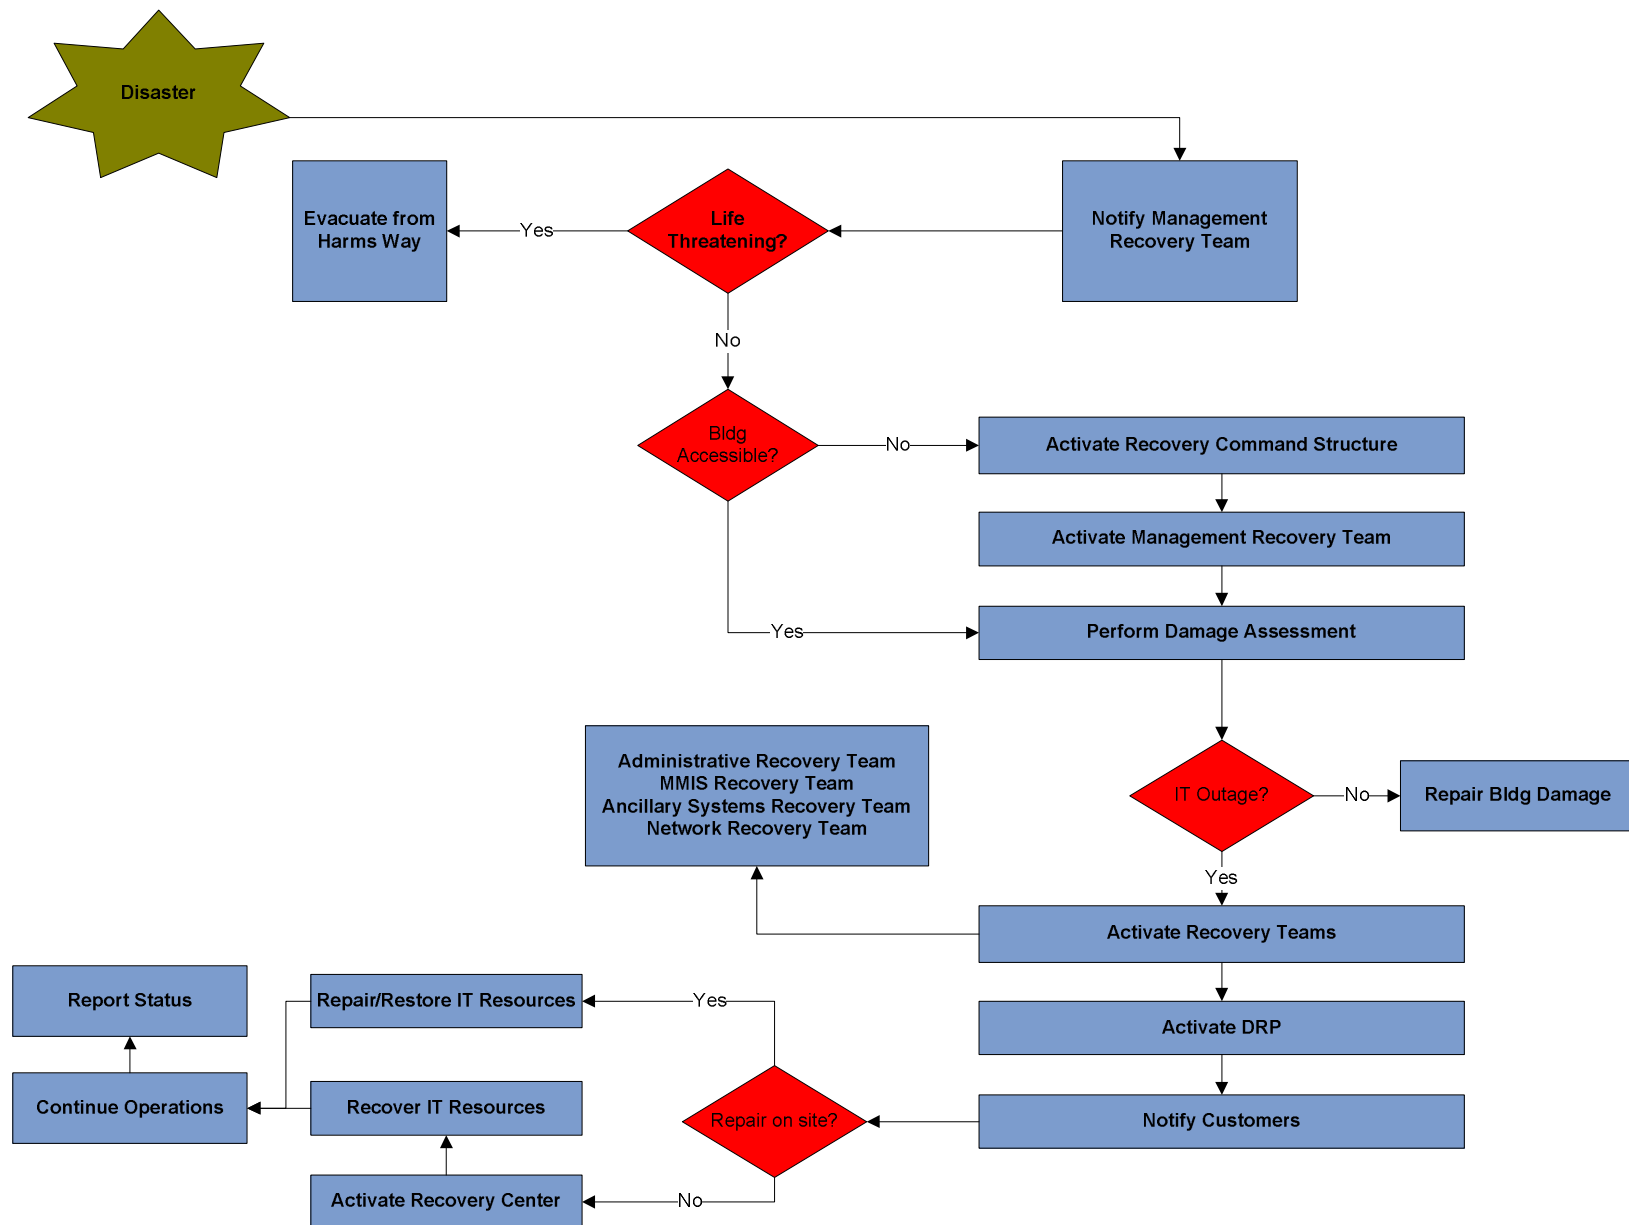 Disaster
Evacuate from
Harms Way
Yes
Life
Threatening?
Notify Management
Recovery Team
No
Bldg
Accessible?
No
Activate Recovery Command Structure
Activate Management Recovery Team
Yes
Perform Damage Assessment
Administrative Recovery Team
MMIS Recovery Team
Ancillary Systems Recovery Team
Network Recovery Team
IT Outage?
No
Repair Bldg Damage
Yes
Activate Recovery Teams
Report Status
Repair/Restore IT Resources
Yes
Activate DRP
Continue Operations
Recover IT Resources
Repair on site?
Notify Customers
Activate Recovery Center
No